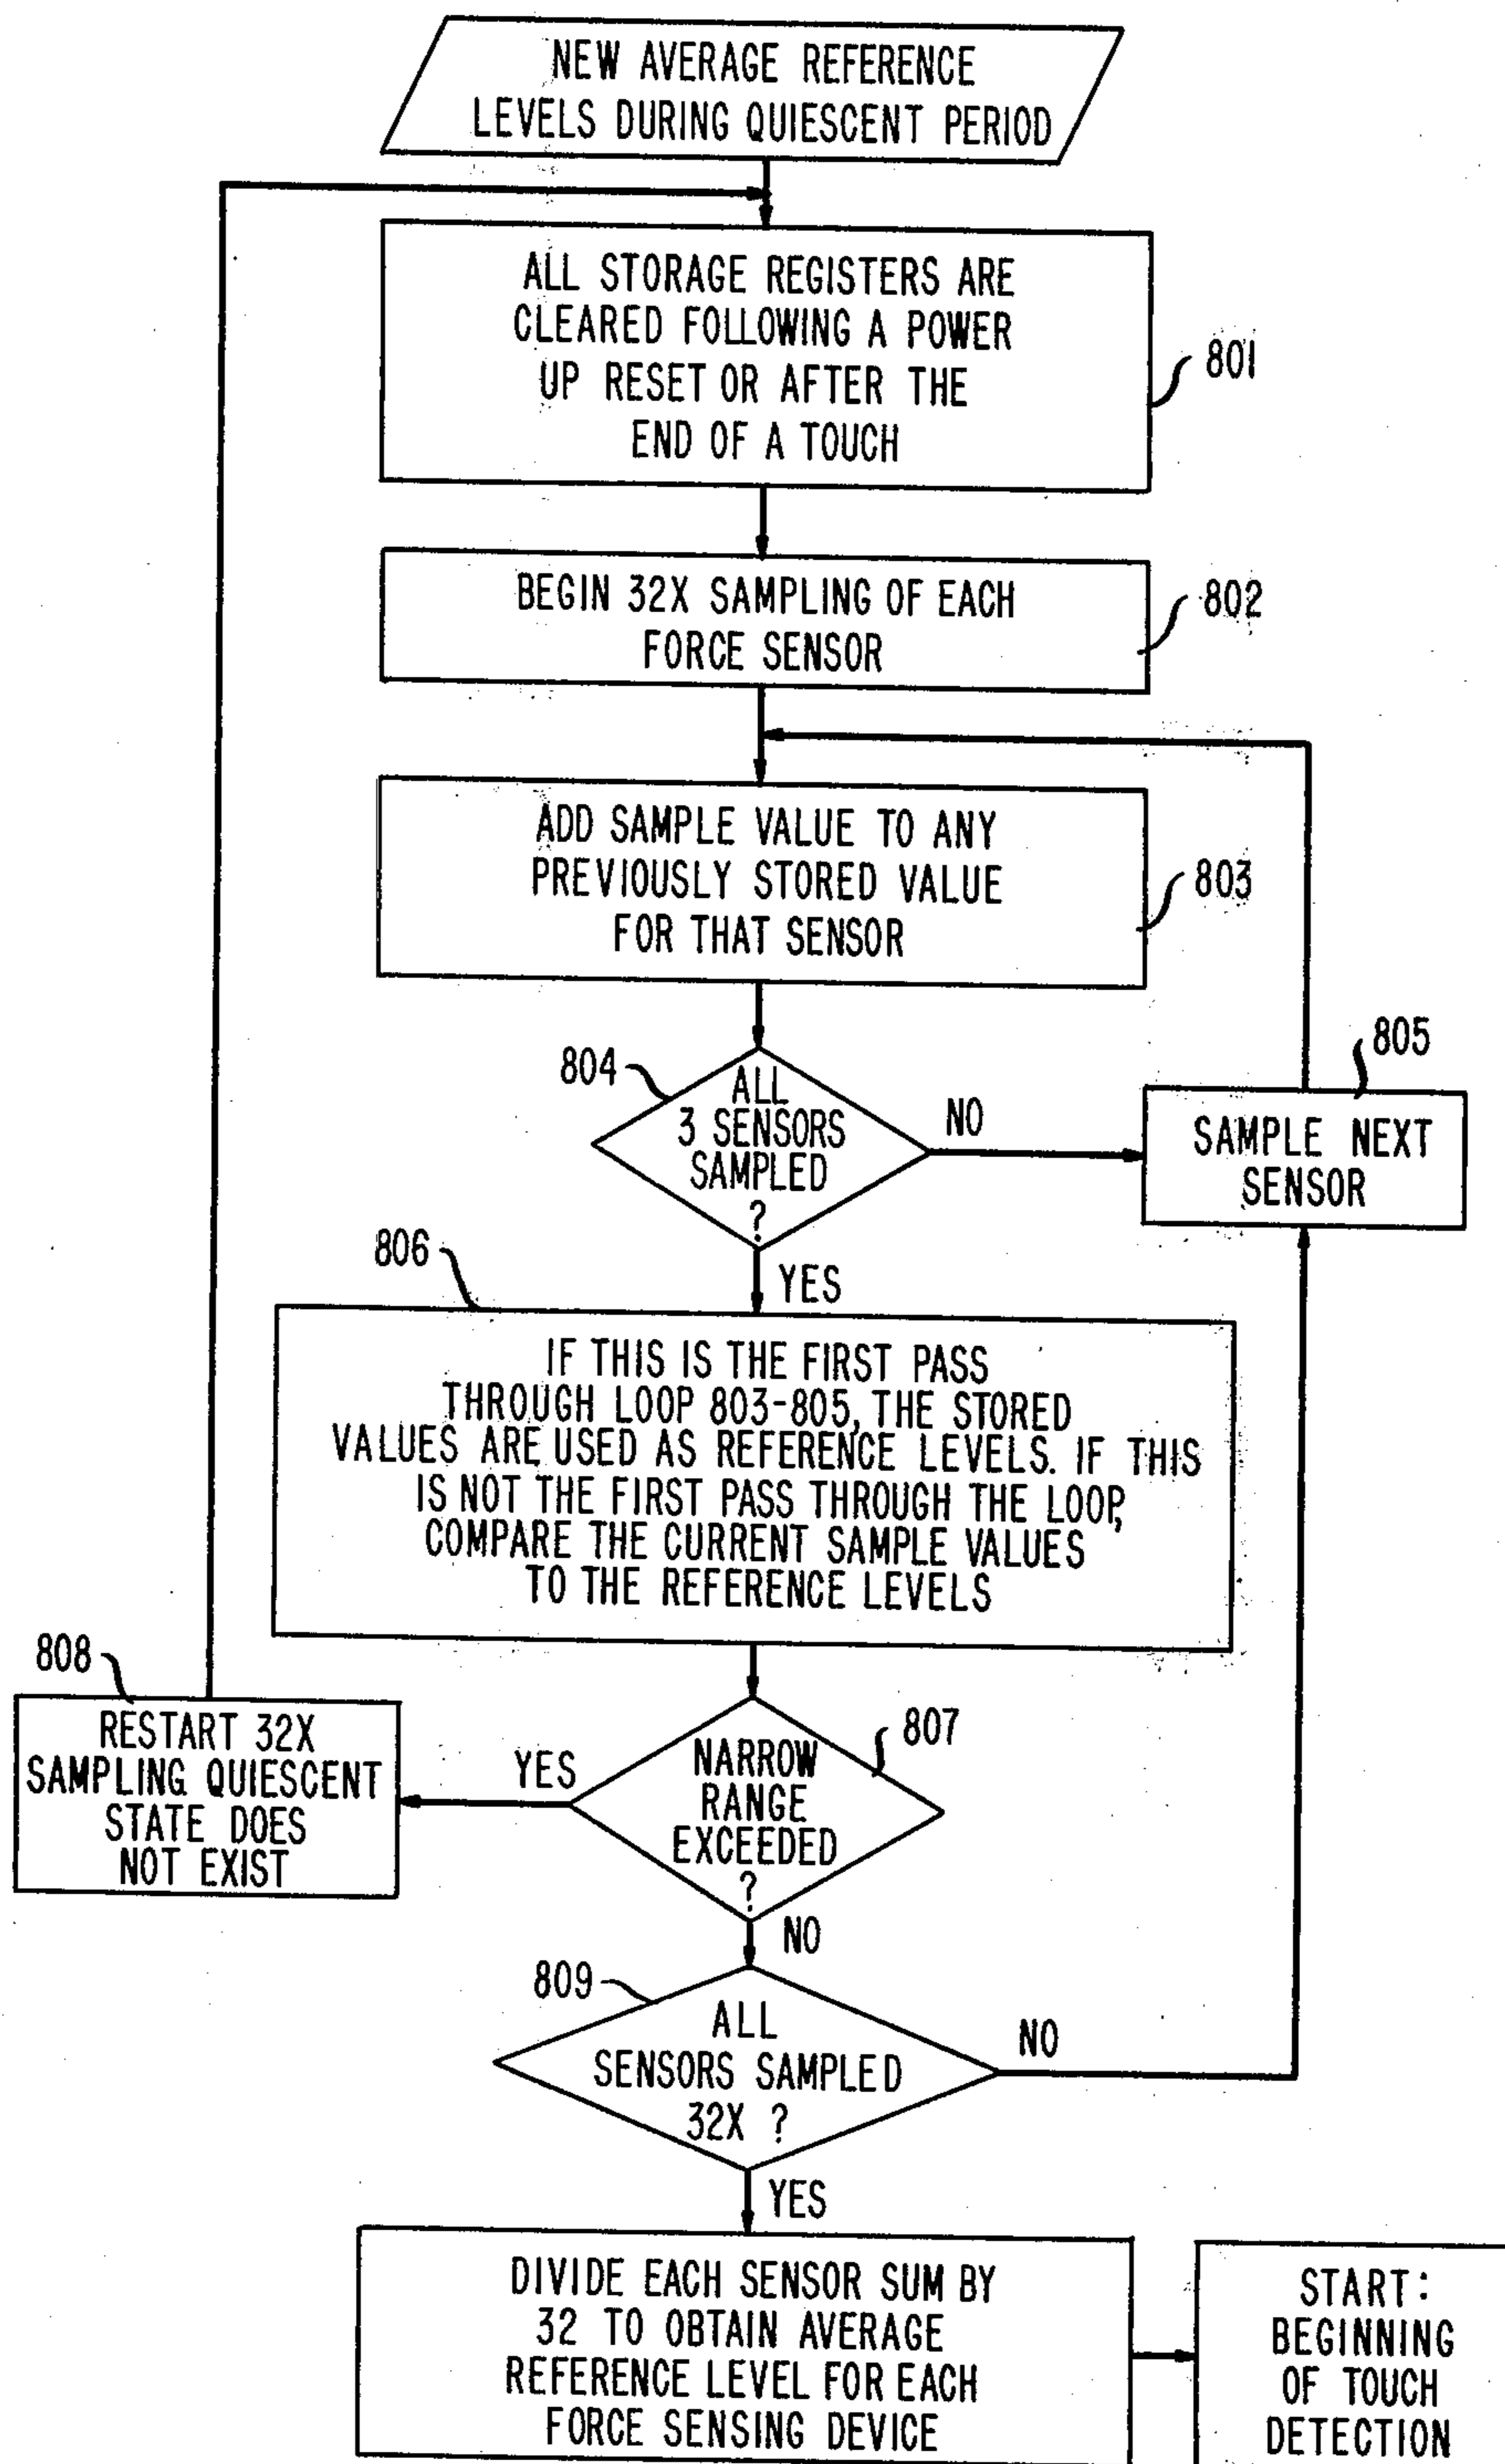 NEW AVERAGE REFERENCE
LEVELS DURING QUIESCENT PERIOD
ALL STORAGE REGISTERS ARE
CLEARED FOLLOWING A POWER
UP RESET OR AFTER THE
END OF A TOUCH
801
BEGIN 32X SAMPLING OF EACH
FORCE SENSOR
802
ADD SAMPLE VALUE TO ANY
PREVIOUSLY STORED VALUE
FOR THAT SENSOR
803
804
ALL
3 SENSORS
SAMPLED
?
NO
805
SAMPLE NEXT
SENSOR
YES
806
IF THIS IS THE FIRST PASS
THROUGH LOOP 803-805, THE STORED
VALUES ARE USED AS REFERENCE LEVELS. IF THIS
IS NOT THE FIRST PASS THROUGH THE LOOP,
COMPARE THE CURRENT SAMPLE VALUES
TO THE REFERENCE LEVELS
808
RESTART 32X
SAMPLING QUIESCENT
STATE DOES
NOT EXIST
YES
807
NARROW
RANGE
EXCEEDED
?
NO
809
ALL
SENSORS SAMPLED
32X ?
NO
YES
DIVIDE EACH SENSOR SUM BY
32 TO OBTAIN AVERAGE
REFERENCE LEVEL FOR EACH
FORCE SENSING DEVICE
START:
BEGINNING
OF TOUCH
DETECTION